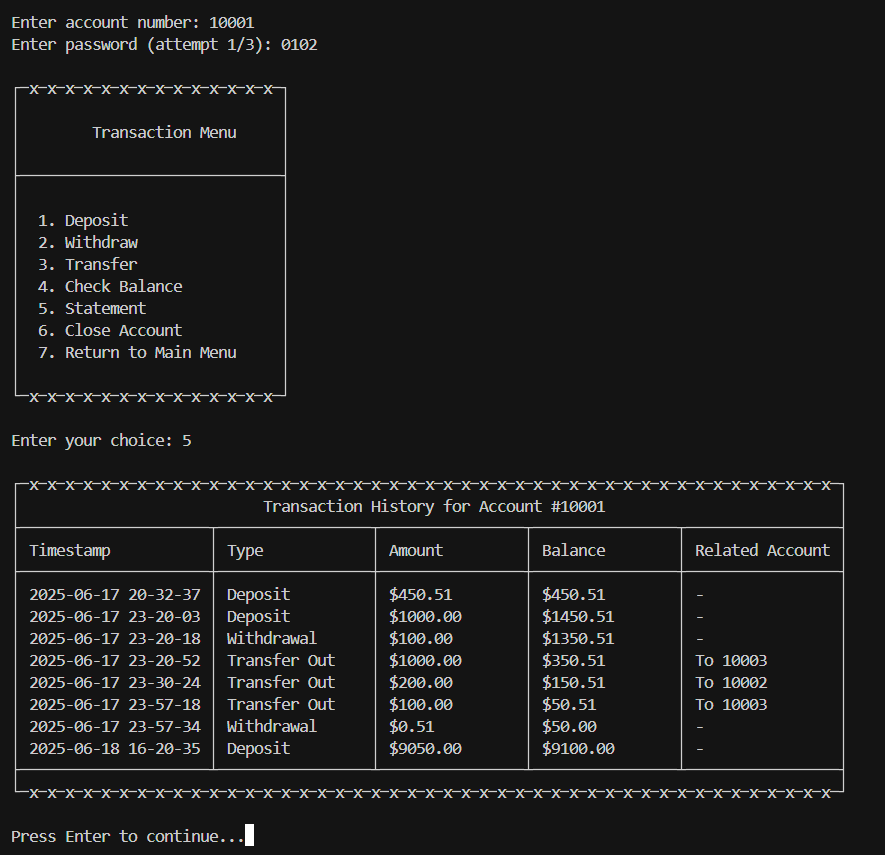 Enter account number: 10001
Enter password (attempt 1/3): 0102
x-x-x-x-x-x-x-x-x-x-x-x-x-x
Transaction Menu
1. Deposit
2. Withdraw
3. Transfer
4. Check Balance
5. Statement
6. Close Account
7. Return to Main Menu
x-x-x-x-x-x-x-x-x-x-x-x-x-x
Enter your choice: 5
x-x-x-x-x-x-x-x-x-x-x-x-x-x-x-x-x-x-x-x-x-x-x-x-x-x-x-x-x-x-x-x-x-x-x-x-x-x-x-x-x-x-x-x-x
Transaction History for Account #10001
Timestamp Type Amount Balance Related Account
2025-06-17 20-32-37 Deposit $450.51 $450.51 -
2025-06-17 23-20-03 Deposit $1000.00 $1450.51 -
2025-06-17 23-20-18 Withdrawal $100.00 $1350.51 -
2025-06-17 23-20-52 Transfer Out $1000.00 $350.51 To 10003
2025-06-17 23-30-24 Transfer Out $200.00 $150.51 To 10002
2025-06-17 23-57-18 Transfer Out $100.00 $50.51 To 10003
2025-06-17 23-57-34 Withdrawal $0.51 $50.00 -
2025-06-18 16-20-35 Deposit $9050.00 $9100.00 -
x-x-x-x-x-x-x-x-x-x-x-x-x-x-x-x-x-x-x-x-x-x-x-x-x-x-x-x-x-x-x-x-x-x-x-x-x-x-x-x-x-x-x-x-x
Press Enter to continue...